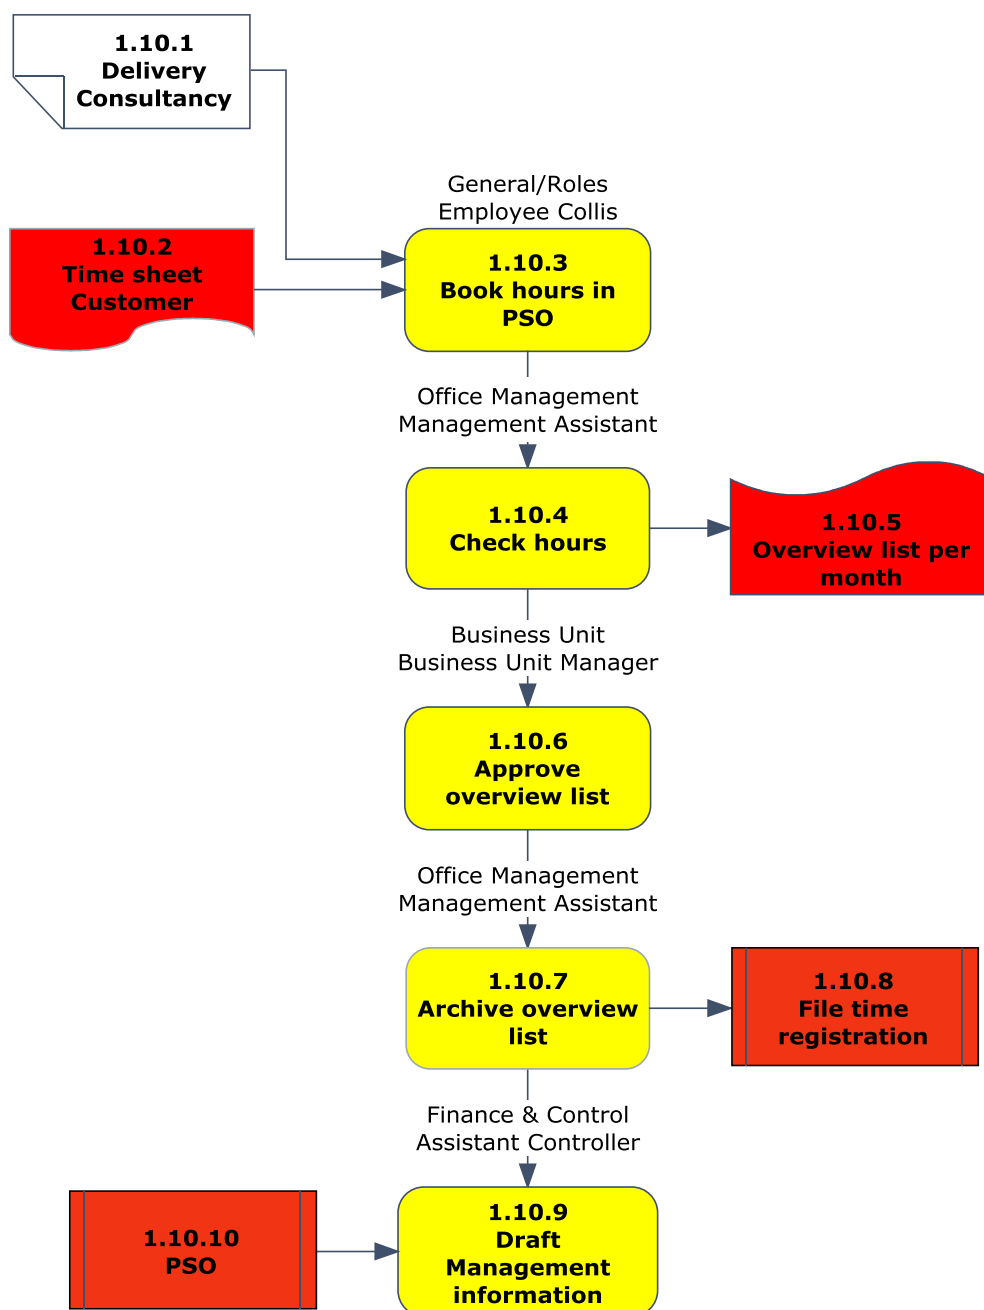 1.10.1
Delivery
Consultancy
General/Roles
Employee Collis
1.10.2
Time sheet
Customer
1.10.3
Book hours in
PSO
Office Management
Management Assistant
1.10.4
Check hours
1.10.5
Overview list per
month
Business Unit
Business Unit Manager
1.10.6
Approve
overview list
Office Management
Management Assistant
1.10.7
Archive overview
list
1.10.8
File time
registration
Finance & Control
Assistant Controller
1.10.10
PSO
1.10.9
Draft
Management
information